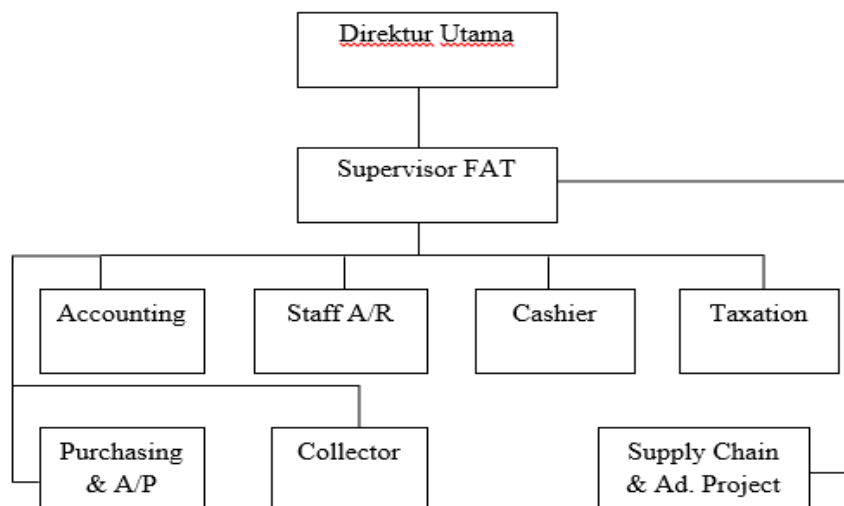 Direktur Utama
Supervisor FAT
Accounting
Staff A/R
Cashier
Taxation
Purchasing
& A/P
Collector
Supply Chain
& Ad. Project